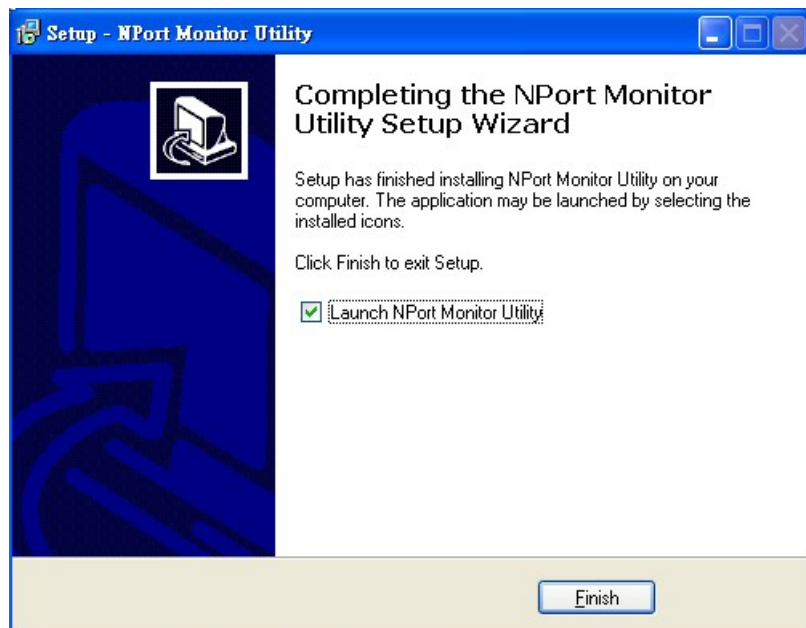 Setup - NPort Monitor Utility
Completing the NPort Monitor
Utility Setup Wizard
Setup has finished installing NPort Monitor Utility on your
computer. The application may be launched by selecting the
installed icons.
Click Finish to exit Setup.
Launch NPort Monitor Utility
Finish